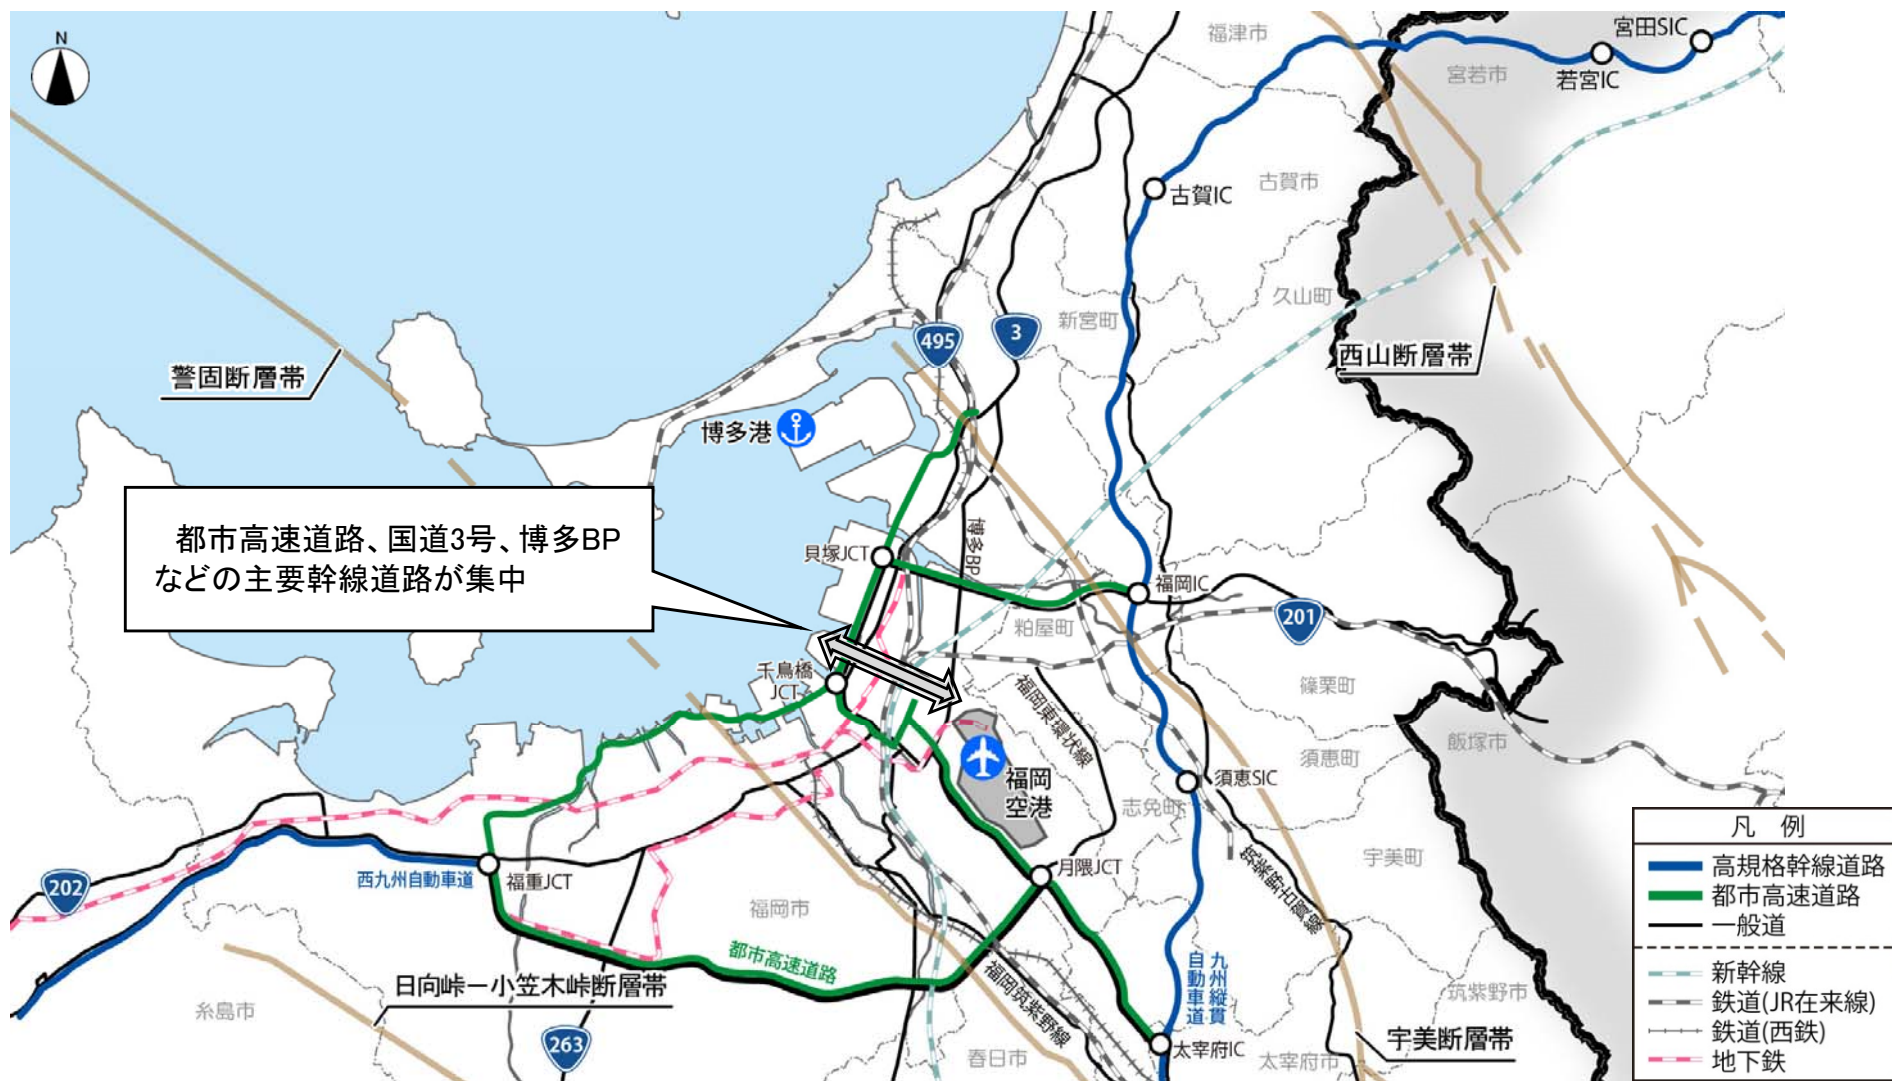 N
福津市
宮田SIC
若宮IC
宮若市
古賀IC
古賀市
久山町
新宮町
495
3
西山断層帯
警固断層帯
博多港
都市高速道路、国道3号、博多BP
などの主要幹線道路が集中
貝塚JCT
博多BP
福岡IC
粕屋町
201
千鳥橋
JCT
福岡東環状線
篠栗町
飯塚市
須恵町
須恵SIC
福岡
空港
志免町
宇美町
筑紫野古賀線
月隈JCT
西九州自動車道
福重JCT
202
福岡市
都市高速道路
日向峠ー小笠木峠断層帯
糸島市
263
福岡筑紫野線
春日市
九州縦貫
自動車道
太宰府IC
太宰府市
筑紫野市
宇美断層帯
凡 例
高規格幹線道路
都市高速道路
一般道
新幹線
鉄道(JR在来線)
鉄道(西鉄)
地下鉄